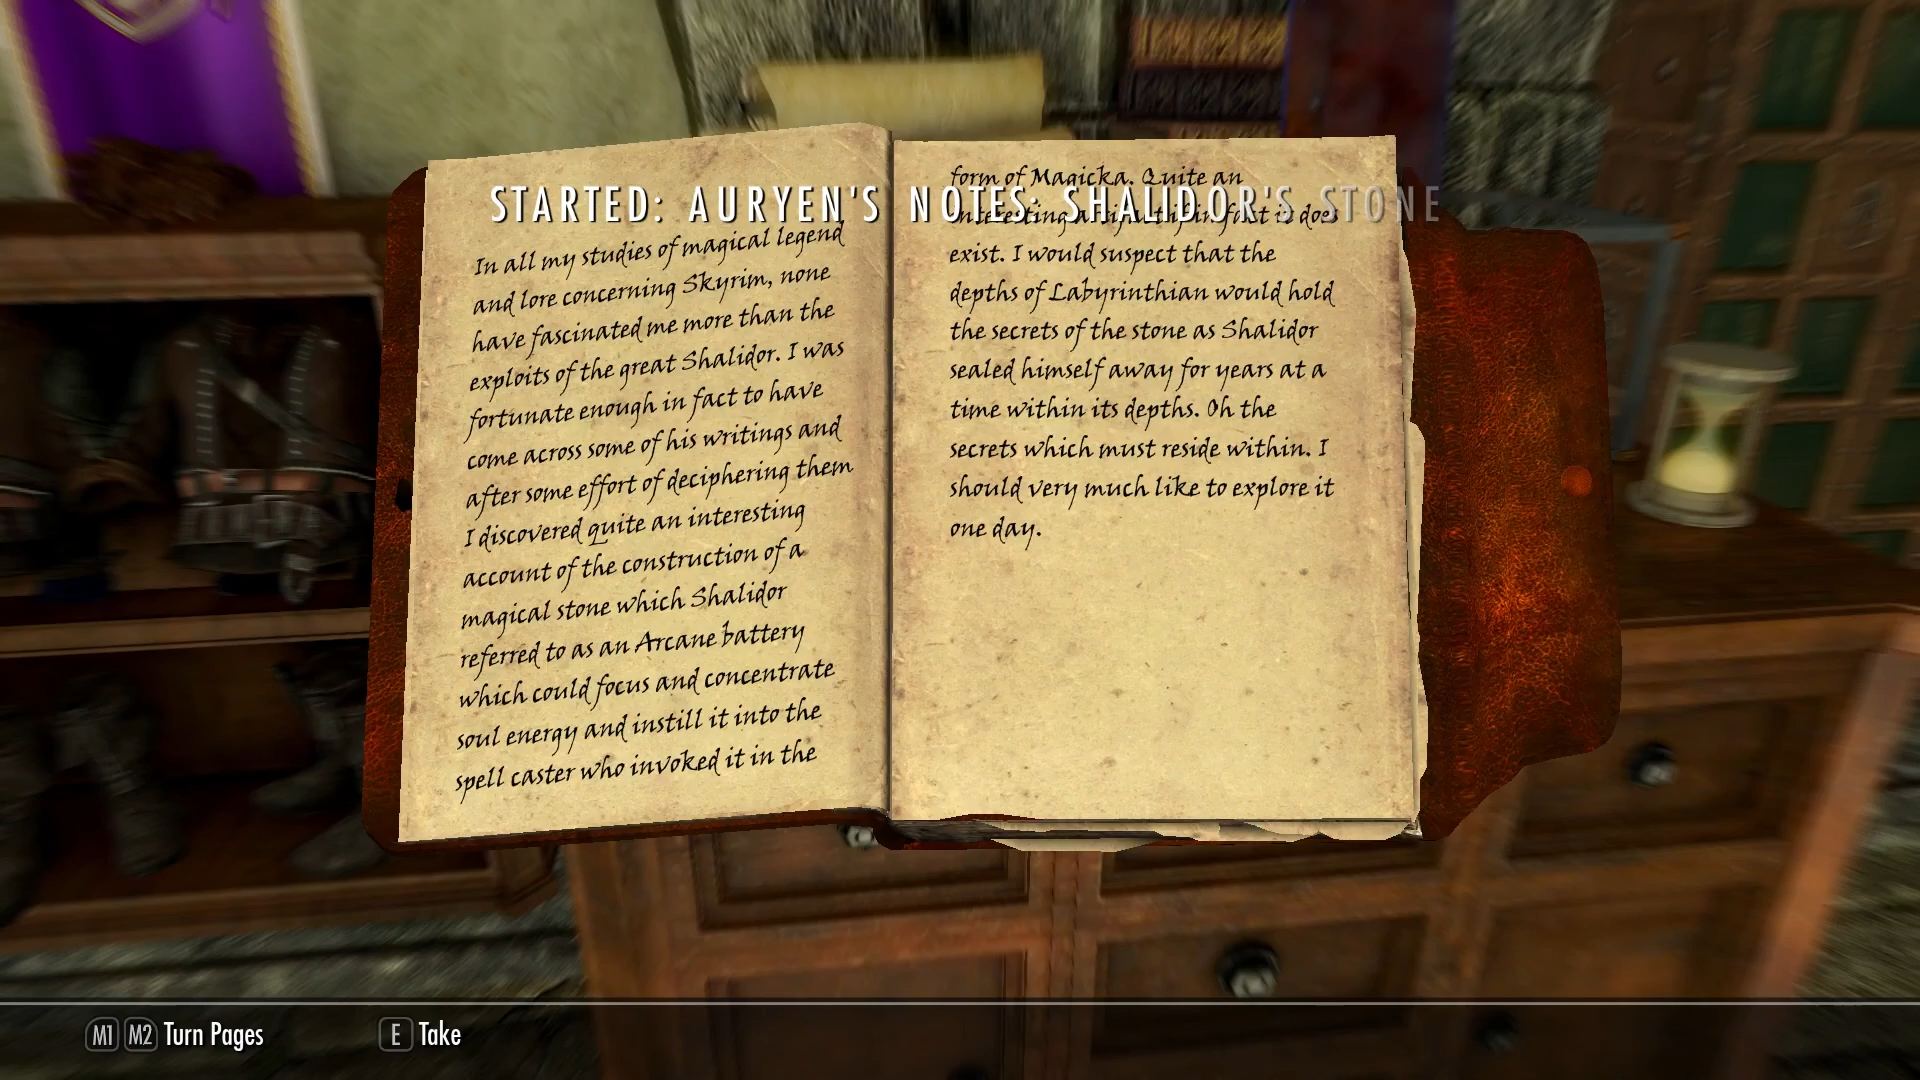 STARTED: AURYEN'S NOTES: SHALIDOR'S STONE
In all my studies of magical legend
and lore concerning Skyrim, none
have fascinated me more than the
exploits of the great Shalidor. I was
fortunate enough in fact to have
come across some of his writings and
after some effort of deciphering them
I discovered quite an interesting
account of the construction of a
magical stone which Shalidor
referred to as an Arcane battery
which could focus and concentrate
soul energy and instill it into the
spell caster who invoked it in the
form of Magicka. Quite an
interesting artifact if in fact it does
exist. I would suspect that the
depths of Labyrinthian would hold
the secrets of the stone as Shalidor
sealed himself away for years at a
time within its depths. Oh the
secrets which must reside within. I
should very much like to explore it
one day.
M1 M2 Turn Pages
E Take